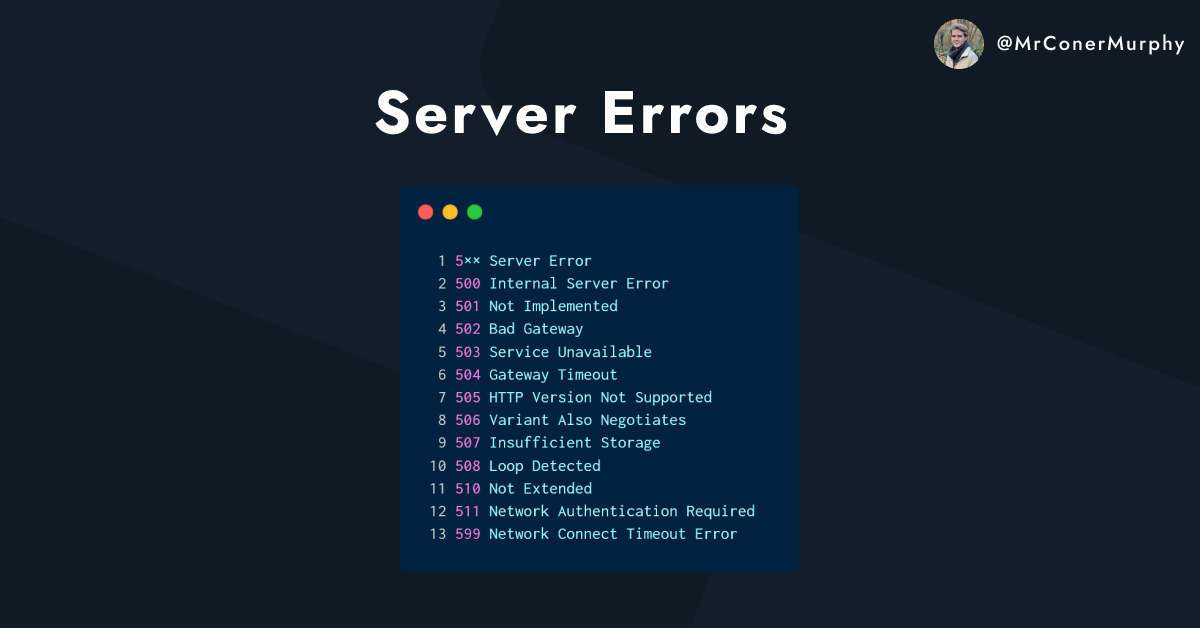 @MrConerMurphy
Server Errors
1 5** Server Error
2 500 Internal Server Error
3 501 Not Implemented
4 502 Bad Gateway
5 503 Service Unavailable
6 504 Gateway Timeout
7 505 HTTP Version Not Supported
8 506 Variant Also Negotiates
9 507 Insufficient Storage
10 508 Loop Detected
11 510 Not Extended
12 511 Network Authentication Required
13 599 Network Connect Timeout Error